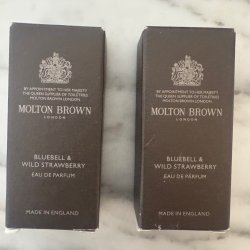 BY APPOINTMENT TO HER MAJESTY
THE QUEEN SUPPLIER OF TOILETRIES
MOLTON BROWN LONDON
MOLTON BROWN
LONDON
BLUEBELL &
WILD STRAWBERRY
EAU DE PARFUM
MADE IN ENGLAND
BY APPOINTMENT TO HER MAJESTY
THE QUEEN SUPPLIER OF TOILETRIES
MOLTON BROWN LONDON
MOLTON BROWN
LONDON
BLUEBELL &
WILD STRAWBERRY
EAU DE PARFUM
MADE IN ENGLAND